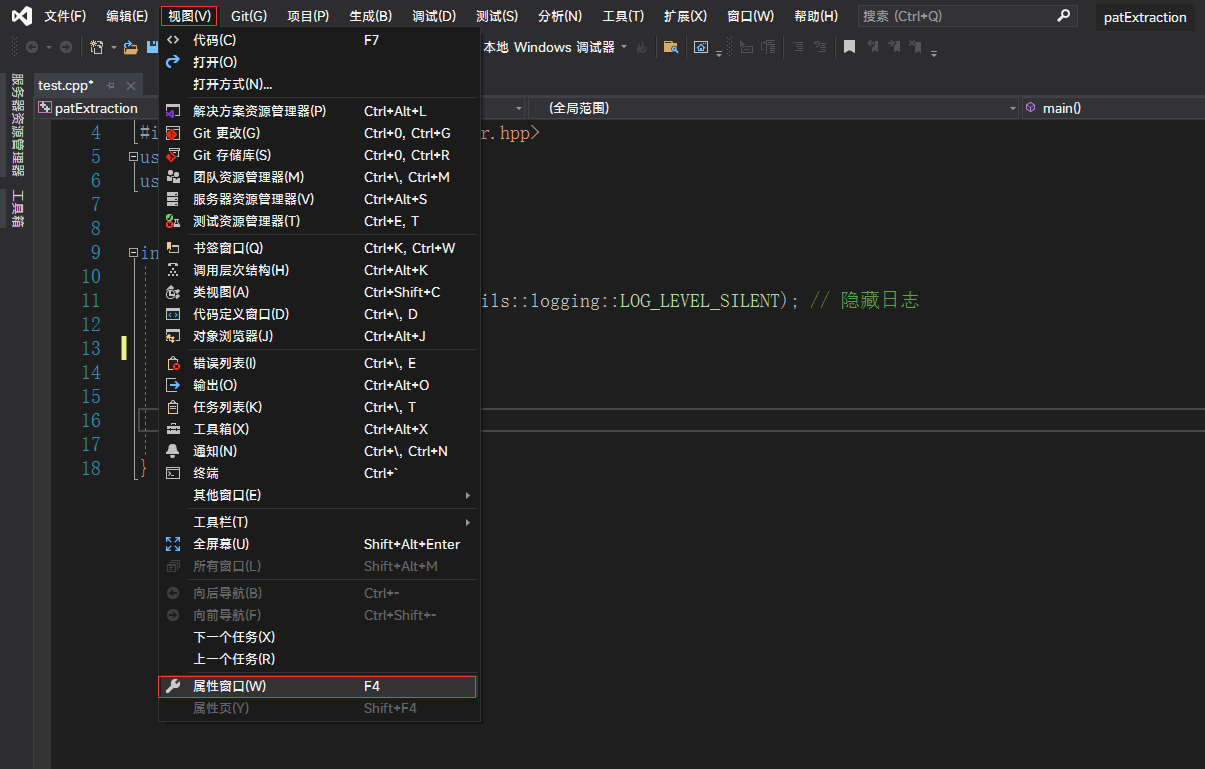 文件(F) 编辑(E) 视图(V) Git(G) 项目(P) 生成(B) 调试(D) 测试(S) 分析(N) 工具(T) 扩展(X) 窗口(W) 帮助(H) 搜索 (Ctrl+Q) patExtraction
本地 Windows 调试器
服务器资源管理器
工具箱
test.cpp*
patExtraction (全局范围) main()
代码(C) F7
打开(O)
打开方式(N)...
解决方案资源管理器(P) Ctrl+Alt+L
Git 更改(G) Ctrl+0, Ctrl+G
Git 存储库(S) Ctrl+0, Ctrl+R
团队资源管理器(M) Ctrl+\, Ctrl+M
服务器资源管理器(V) Ctrl+Alt+S
测试资源管理器(T) Ctrl+E, T
书签窗口(Q) Ctrl+K, Ctrl+W
调用层次结构(H) Ctrl+Alt+K
类视图(A) Ctrl+Shift+C
代码定义窗口(D) Ctrl+\, D
对象浏览器(J) Ctrl+Alt+J
错误列表(I) Ctrl+\, E
输出(O) Ctrl+Alt+O
任务列表(K) Ctrl+\, T
工具箱(X) Ctrl+Alt+X
通知(N) Ctrl+\, Ctrl+N
终端 Ctrl+`
其他窗口(E)
工具栏(T)
全屏幕(U) Shift+Alt+Enter
所有窗口(L) Shift+Alt+M
向后导航(B) Ctrl+-
向前导航(F) Ctrl+Shift+-
下一个任务(X)
上一个任务(R)
属性窗口(W) F4
属性页(Y) Shift+F4
4 #i r.hpp>
5 us
6 us
7
8
9 in
10
11 ils::logging::LOG_LEVEL_SILENT); // 隐藏日志
12
13
14
15
16
17
18 }